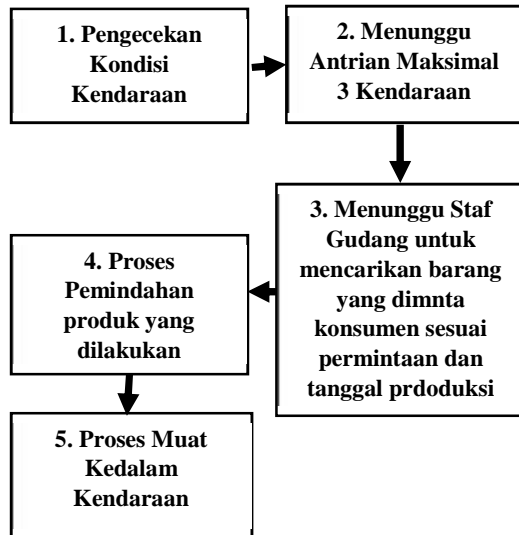 1. Pengecekan
Kondisi
Kendaraan
2. Menunggu
Antrian Maksimal
3 Kendaraan
3. Menunggu Staf
Gudang untuk
mencarikan barang
yang dimnta
konsumen sesuai
permintaan dan
tanggal prdoduksi
4. Proses
Pemindahan
produk yang
dilakukan
5. Proses Muat
Kedalam
Kendaraan